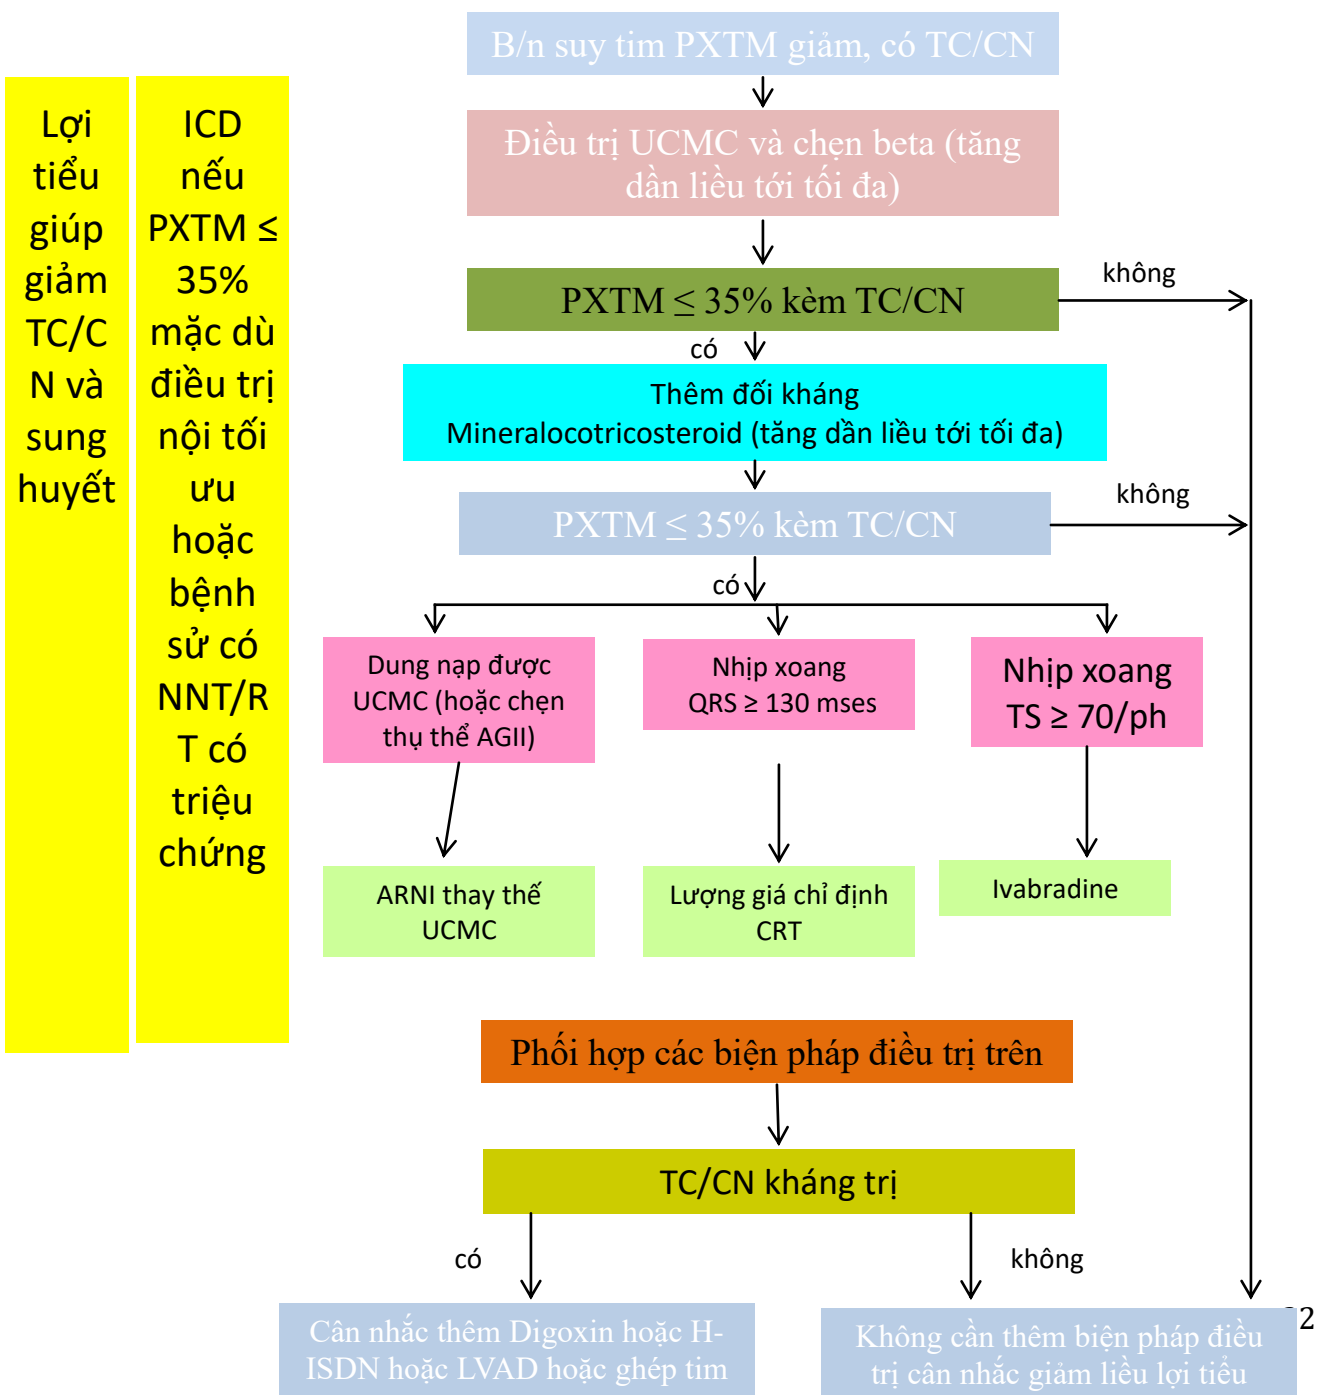 B/n suy tim PXTM giảm, có TC/CN
Lợi
tiểu
giúp
giảm
TC/C
N và
sung
huyết
ICD
nếu
PXTM ≤
35%
mặc dù
điều trị
nội tối
ưu
hoặc
bệnh
sử có
NNT/R
T có
triệu
chứng
Điều trị UCMC và chẹn beta (tăng
dần liều tới tối đa)
PXTM ≤ 35% kèm TC/CN
không
có
Thêm đối kháng
Mineralocotricosteroid (tăng dần liều tới tối đa)
PXTM ≤ 35% kèm TC/CN
không
có
Dung nạp được
UCMC (hoặc chẹn
thụ thể AGII)
Nhịp xoang
QRS ≥ 130 mses
Nhịp xoang
TS ≥ 70/ph
ARNI thay thế
UCMC
Lượng giá chỉ định
CRT
Ivabradine
Phối hợp các biện pháp điều trị trên
TC/CN kháng trị
có
không
Cân nhắc thêm Digoxin hoặc H-
ISDN hoặc LVAD hoặc ghép tim
Không cần thêm biện pháp điều
trị cân nhắc giảm liều lợi tiểu